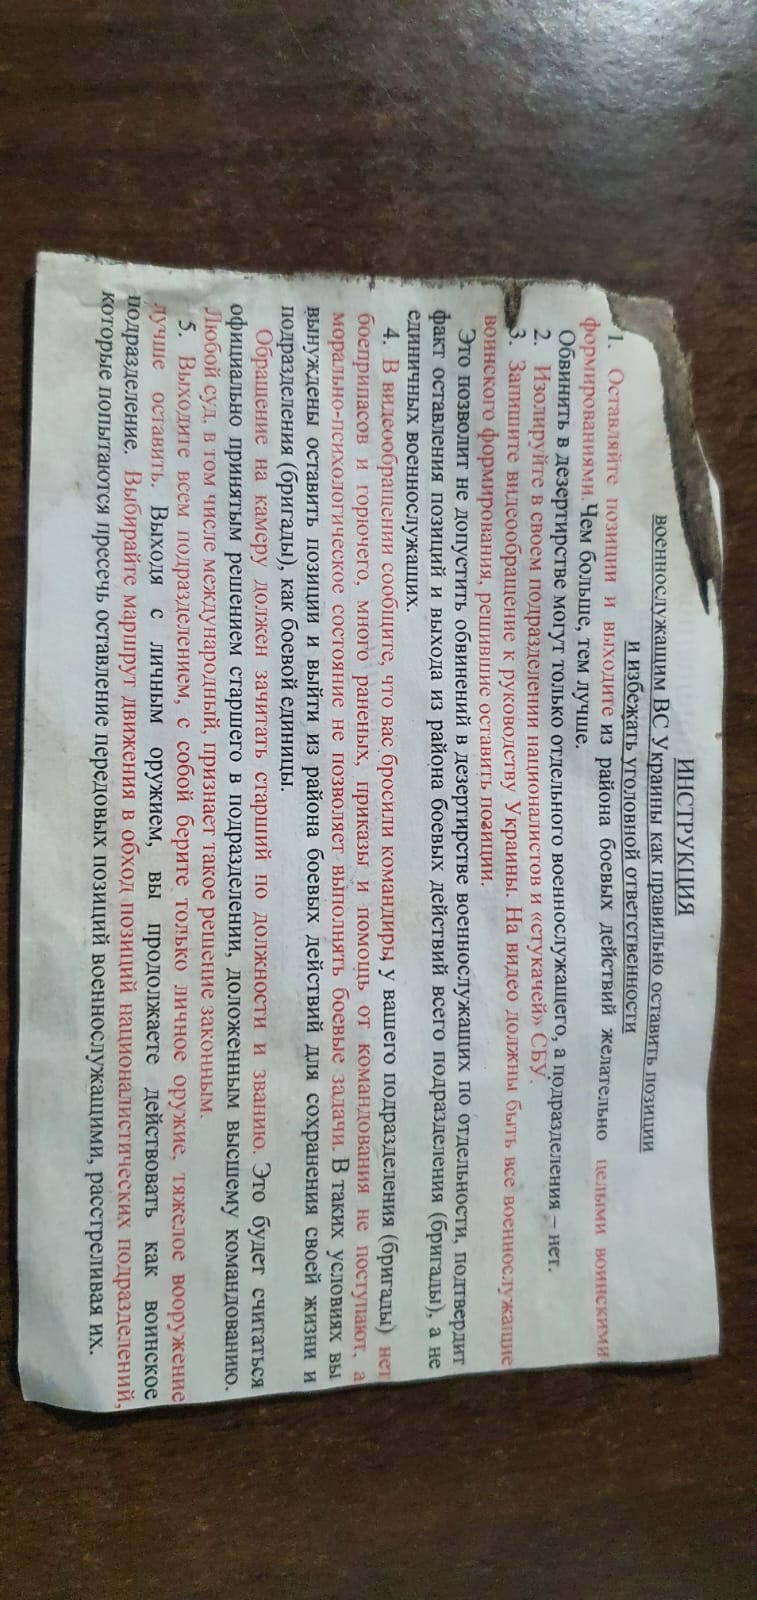 ИНСТРУКЦИЯ
военнослужащим ВС Украины как правильно оставить позиции
и избежать уголовной ответственности
1. Оставляйте позиции и выходите из района боевых действий желательно целыми воинскими
формированиями. Чем больше, тем лучше.
Обвинить в дезертирстве могут только отдельного военнослужащего, а подразделения – нет.
2. Изолируйте в своем подразделении националистов и «стукачей» СБУ.
3. Запишите видеообращение к руководству Украины. На видео должны быть все военнослужащие
воинского формирования, решившие оставить позиции.
Это позволит не допустить обвинений в дезертирстве военнослужащих по отдельности, подтвердит
факт оставления позиций и выхода из района боевых действий всего подразделения (бригады), а не
единичных военнослужащих.
4. В видеообращении сообщите, что вас бросили командиры, у вашего подразделения (бригады) нет
боеприпасов и горючего, много раненых, приказы и помощь от командования не поступают, а
морально-психологическое состояние не позволяет выполнять боевые задачи. В таких условиях вы
вынуждены оставить позиции и выйти из района боевых действий для сохранения своей жизни и
подразделения (бригады), как боевой единицы.
Обращение на камеру должен зачитать старший по должности и званию. Это будет считаться
официально принятым решением старшего в подразделении, доложенным высшему командованию.
Любой суд, в том числе международный, признает такое решение законным.
5. Выходите всем подразделением, с собой берите только личное оружие, тяжелое вооружение
лучше оставить. Выходя с личным оружием, вы продолжаете действовать как воинское
подразделение. Выбирайте маршрут движения в обход позиций националистических подразделений,
которые попытаются пресечь оставление передовых позиций военнослужащими, расстреливая их.